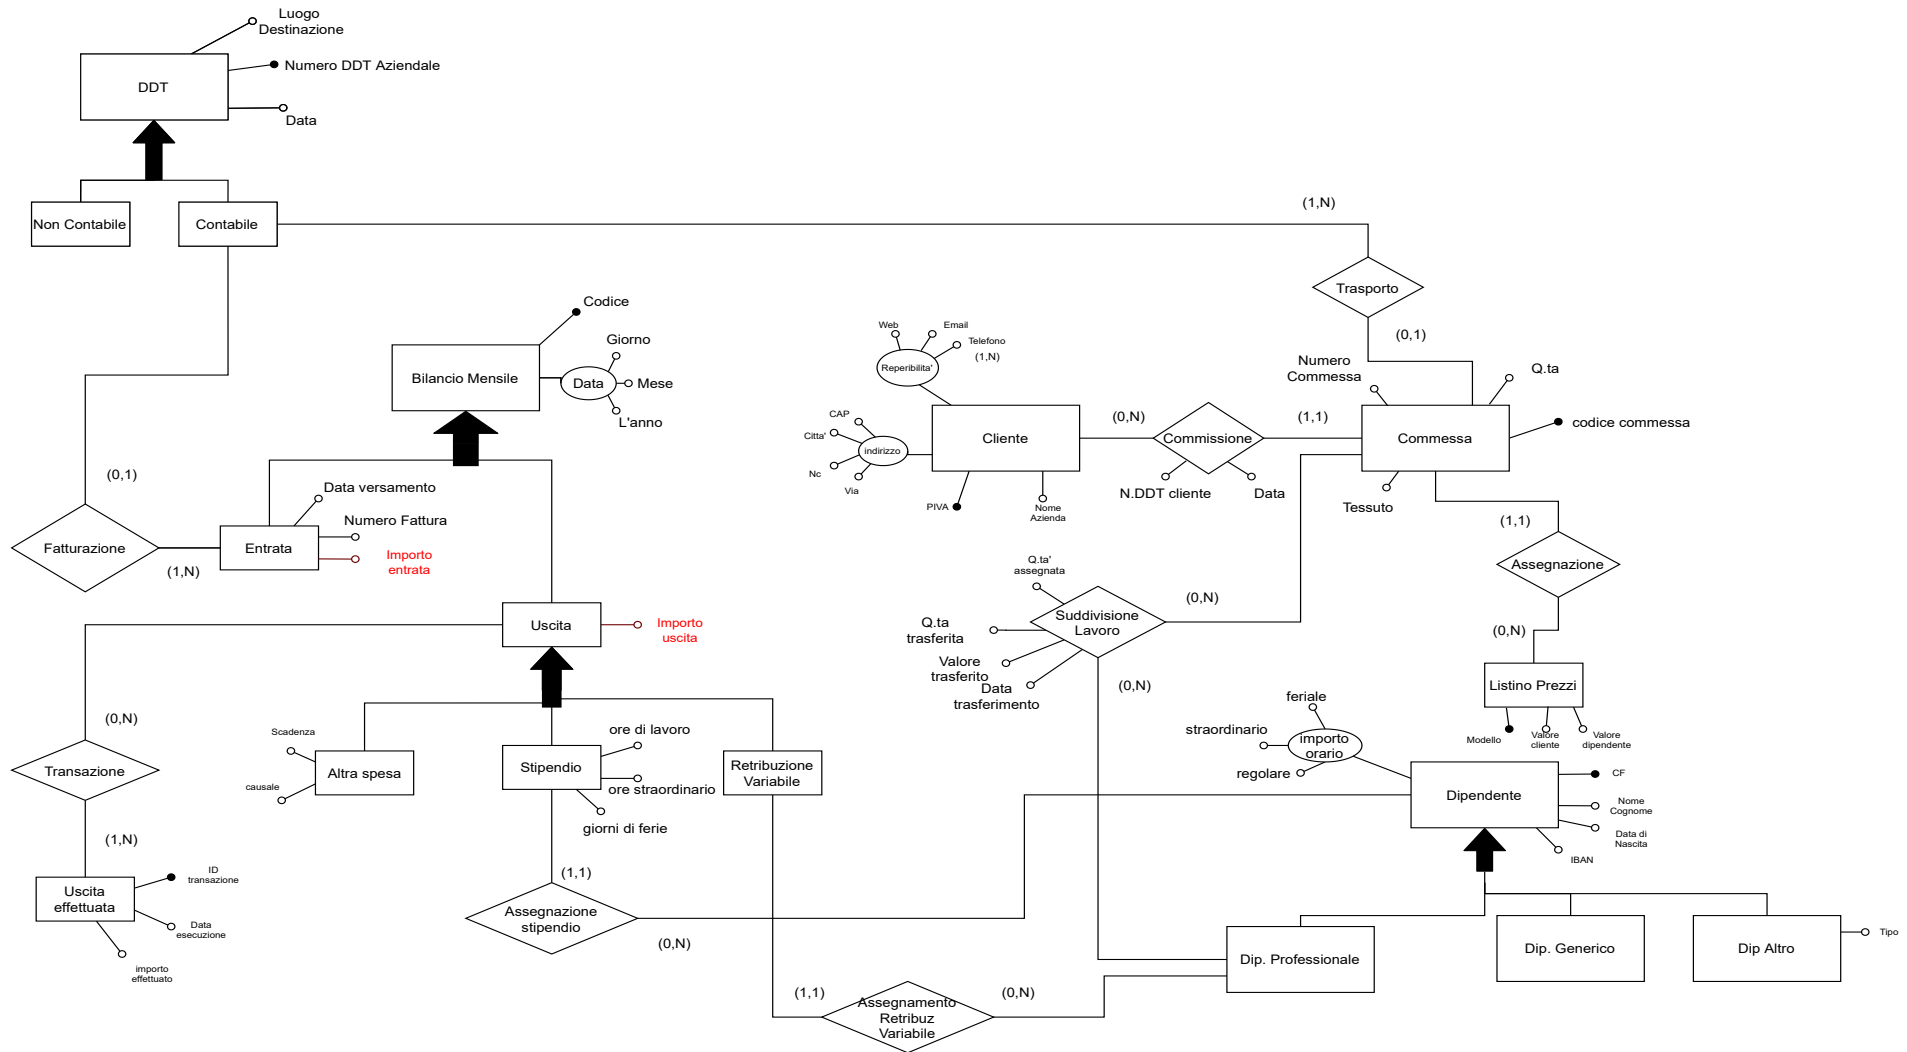 Luogo
Destinazione
Numero DDT Aziendale
DDT
Data
Non Contabile
Contabile
(1,N)
Trasporto
(0,1)
Codice
Giorno
Bilancio Mensile
Data
Mese
L'anno
Web
Email
Telefono
(1,N)
Reperibilita'
Numero
Commessa
Q.ta
CAP
Citta'
indirizzo
Nc
Via
Cliente
(0,N)
Commissione
(1,1)
Commessa
codice commessa
PIVA
Nome
Azienda
N.DDT cliente
Data
Tessuto
(0,1)
Data versamento
Numero Fattura
Fatturazione
(1,N)
Entrata
Importo
entrata
(1,1)
Assegnazione
Q.ta'
assegnata
Suddivisione
Lavoro
(0,N)
Q.ta
trasferita
Valore
trasferito
Data
trasferimento
(0,N)
(0,N)
Listino Prezzi
Modello
Valore
cliente
Valore
dipendente
Uscita
Importo
uscita
(0,N)
Transazione
(1,N)
Scadenza
causale
Altra spesa
Stipendio
ore di lavoro
ore straordinario
giorni di ferie
Retribuzione
Variabile
feriale
straordinario
importo
orario
regolare
Dipendente
CF
Nome
Cognome
Data di
Nascita
IBAN
Uscita
effettuata
ID
transazione
Data
esecuzione
importo
effettuato
(1,1)
Assegnazione
stipendio
(0,N)
Dip. Professionale
Dip. Generico
Dip Altro
Tipo
(1,1)
Assegnamento
Retribuz
Variabile
(0,N)